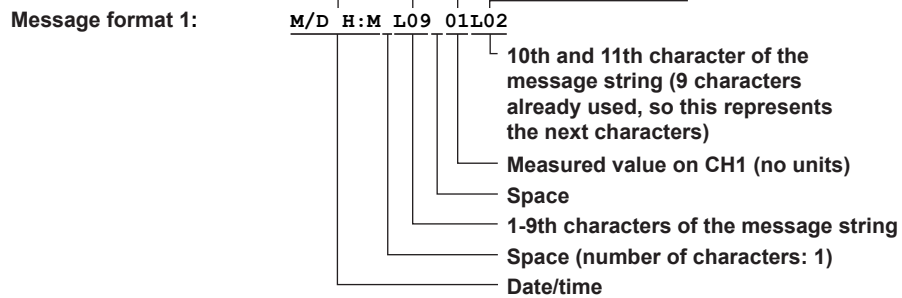 Message format 1: M/D H:M L09 01L02
10th and 11th character of the
message string (9 characters
already used, so this represents
the next characters)
Measured value on CH1 (no units)
Space
1-9th characters of the message string
Space (number of characters: 1)
Date/time